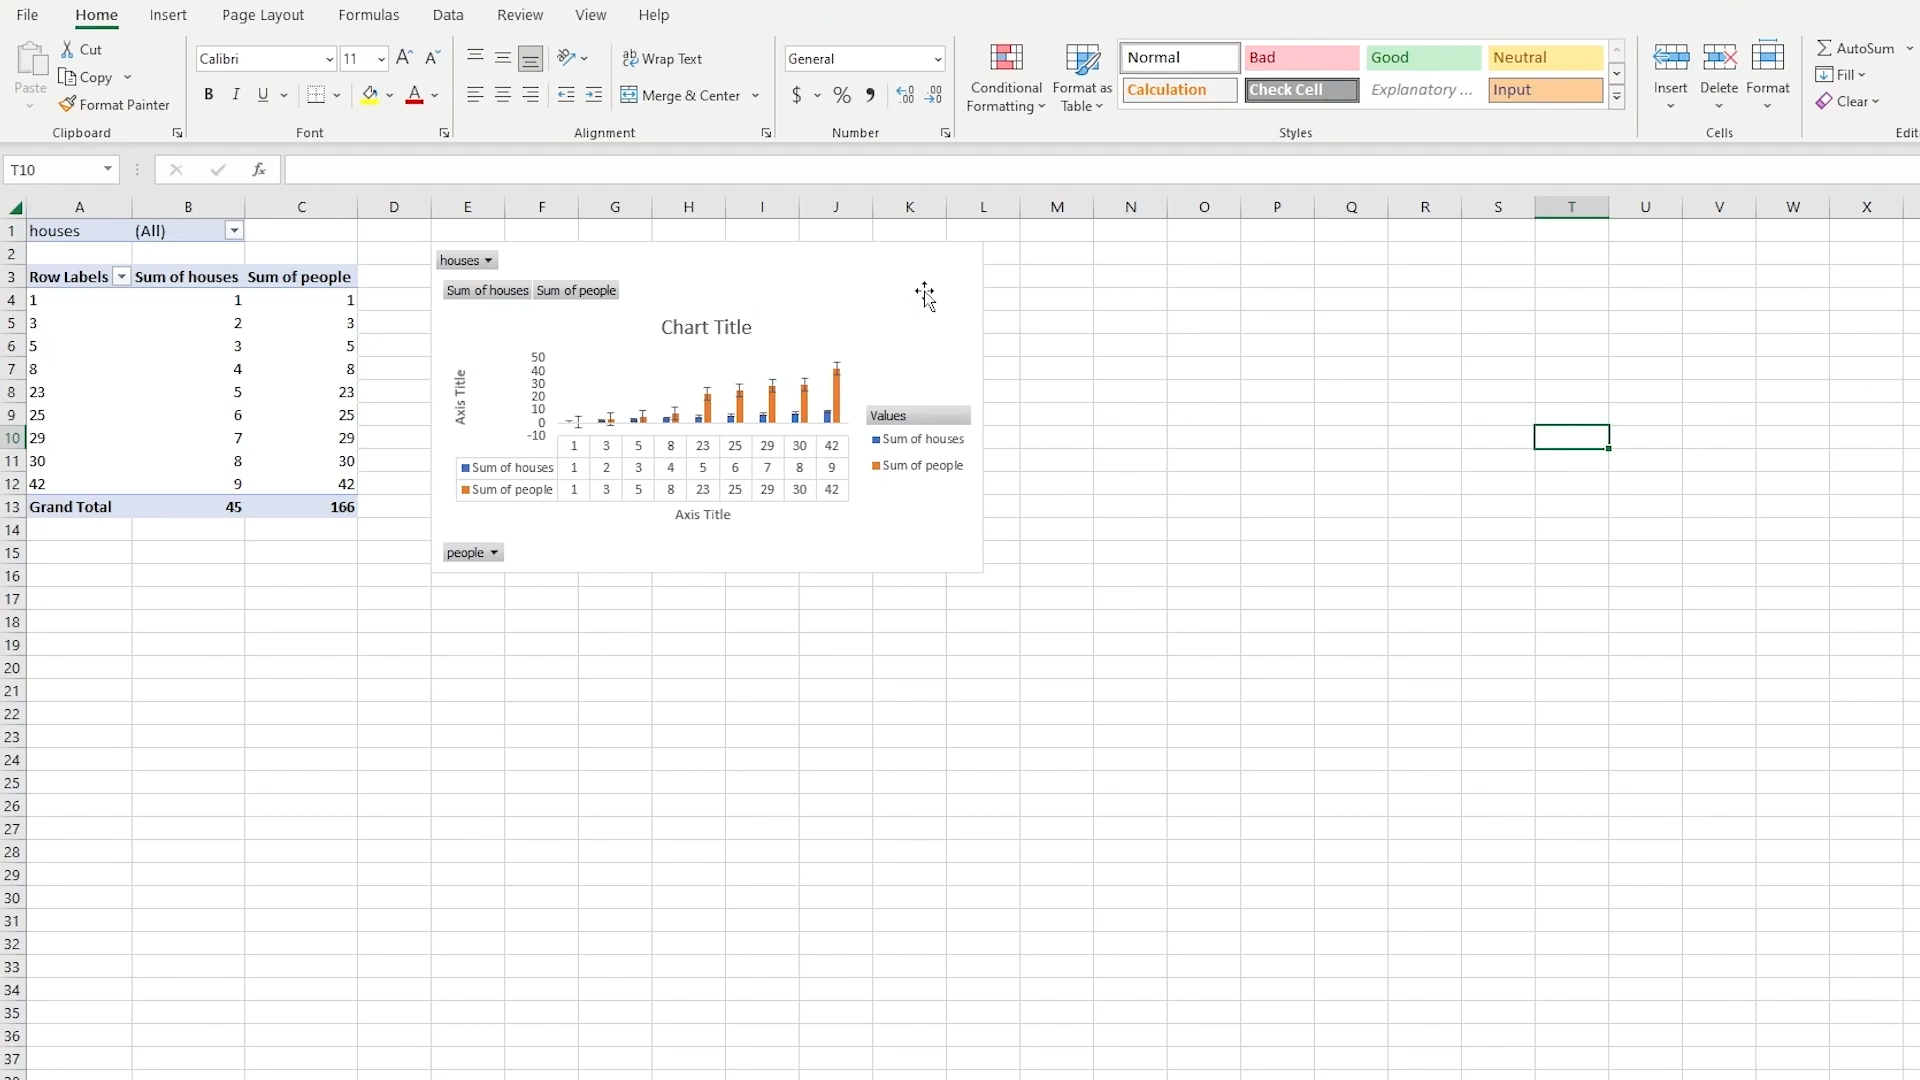 File Home Insert Page Layout Formulas Data Review View Help
Paste Cut Copy Format Painter Clipboard
Calibri 11 A A B I U A Font
ab Wrap Text Merge & Center Alignment
General $ % Number
Conditional Formatting Format as Table
Normal Bad Good Neutral
Calculation Check Cell Explanatory ... Input
Styles
Insert Delete Format Cells
AutoSum
Fill
Clear
Edit
T10 fx
A B C D E F G H I J K L M N O P Q R S T U V W X
1 houses (All)
2
3 Row Labels Sum of houses Sum of people
4 1 1 1
5 3 2 3
6 5 3 5
7 8 4 8
8 23 5 23
9 25 6 25
10 29 7 29
11 30 8 30
12 42 9 42
13 Grand Total 45 166
14
15
16
17
18
19
20
21
22
23
24
25
26
27
28
29
30
31
32
33
34
35
36
37
houses
Sum of houses Sum of people
Chart Title
Axis Title
50
40
30
20
10
0
-10
1 3 5 8 23 25 29 30 42
Sum of houses 1 2 3 4 5 6 7 8 9
Sum of people 1 3 5 8 23 25 29 30 42
Axis Title
Values
Sum of houses
Sum of people
people